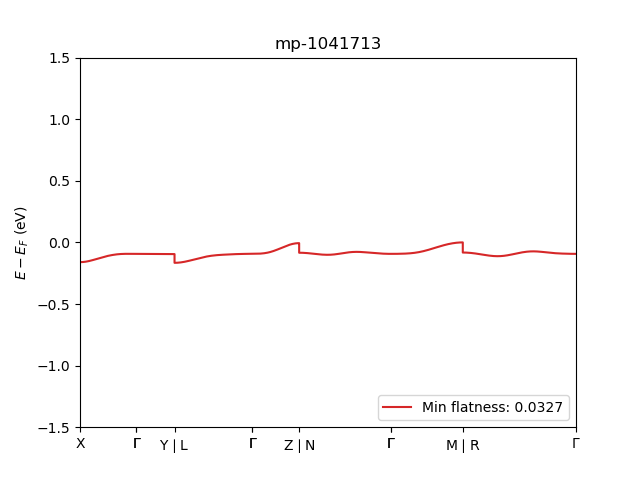 mp-1041713
E − E_F (eV)
1.5
1.0
0.5
0.0
−0.5
−1.0
−1.5
Min flatness: 0.0327
X Γ Y | L Γ Z | N Γ M | R Γ